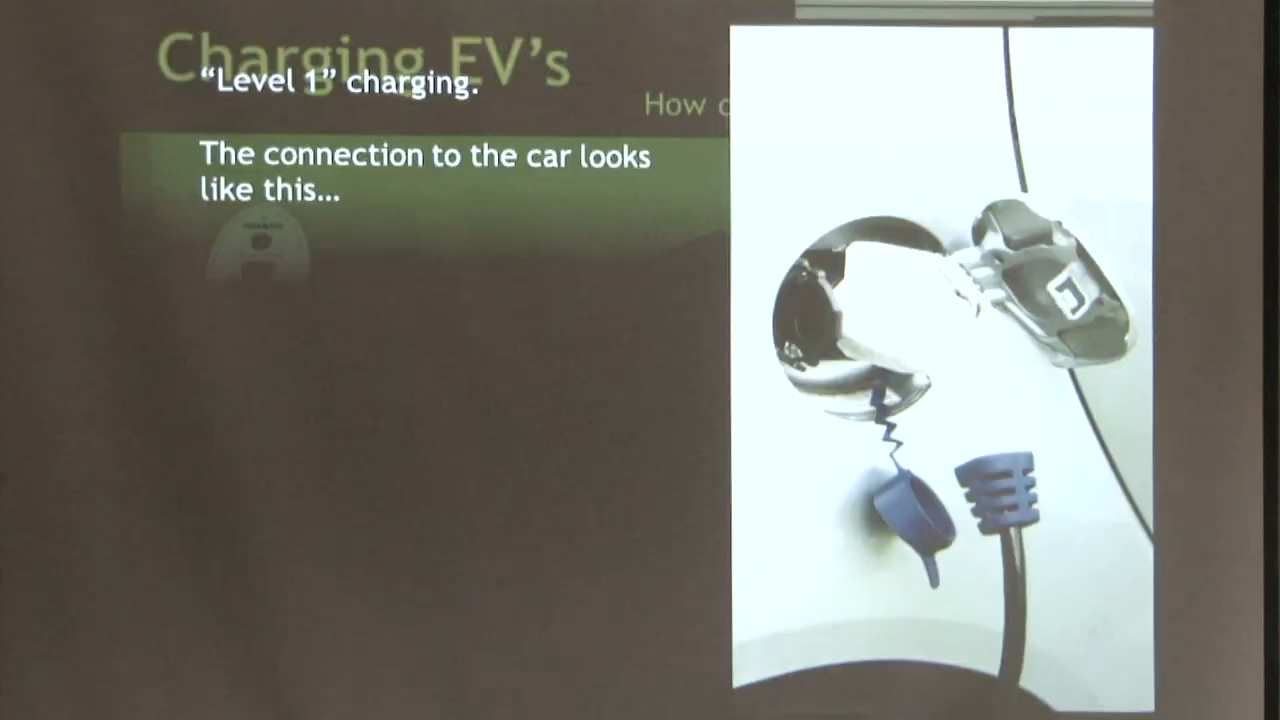 Charging EV's
"Level 1" charging.
How
The connection to the car looks
like this…